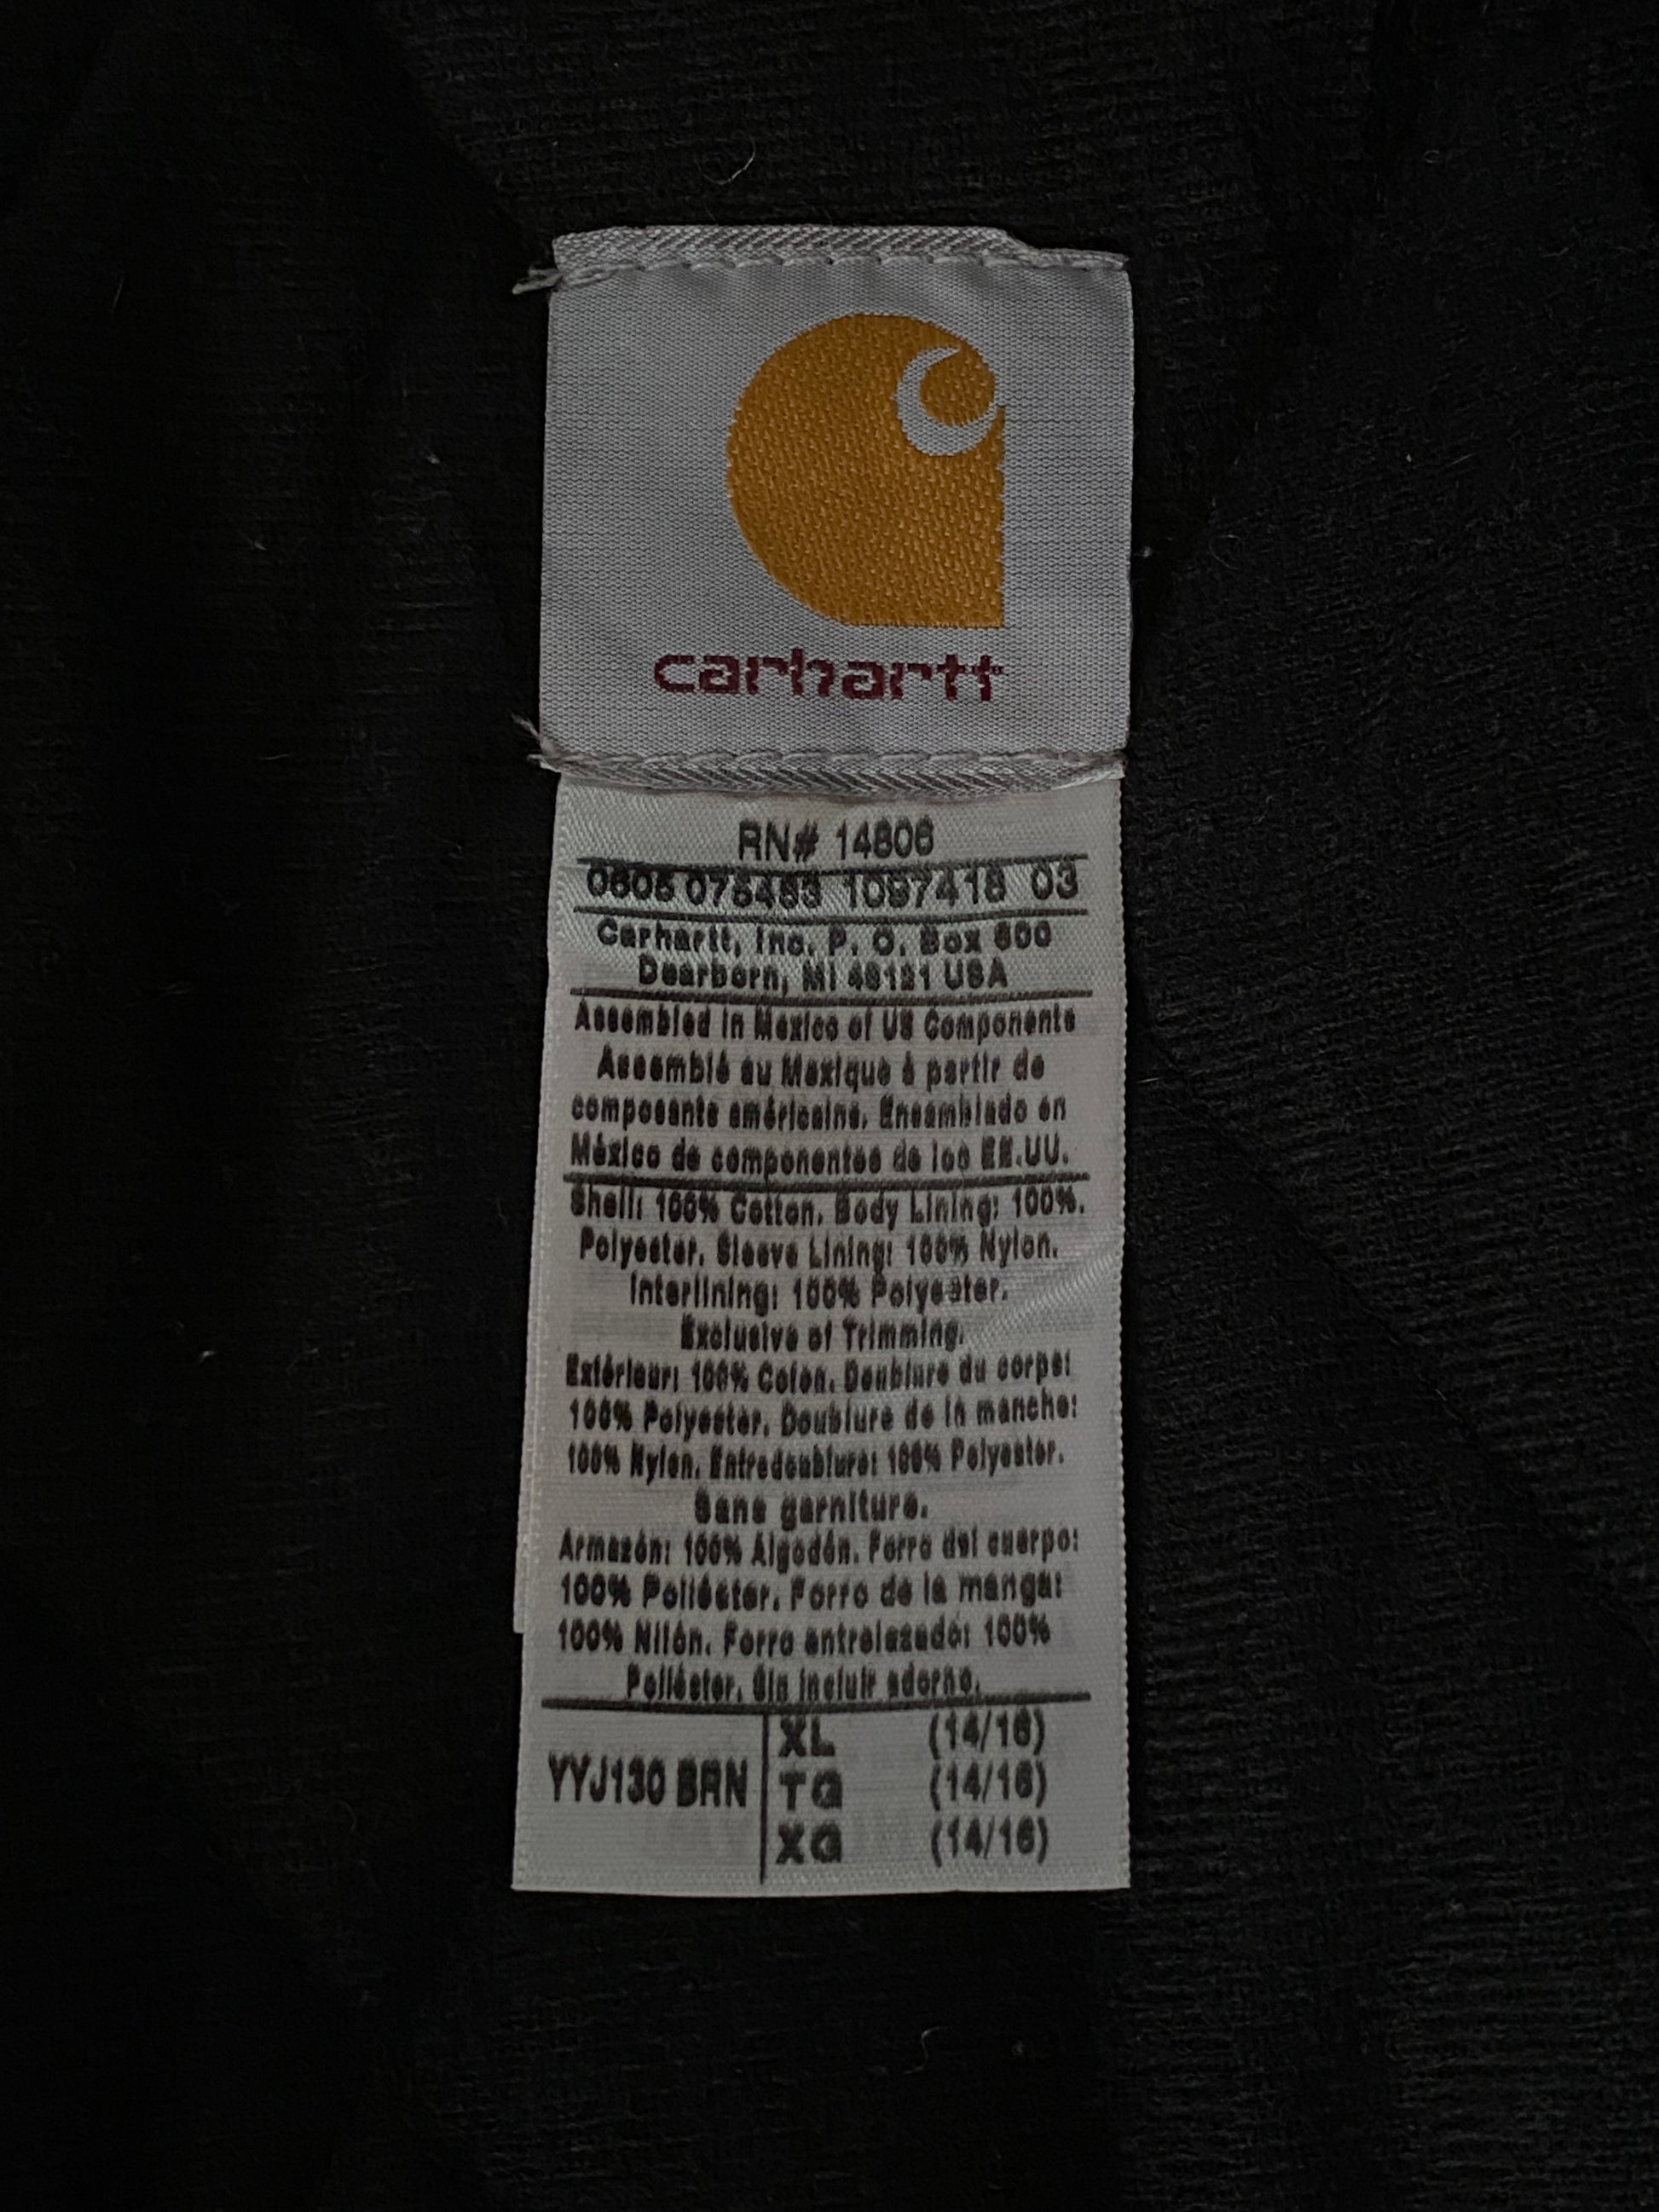 carhartt
RN# 14806
0605 075483 1097418 03
Carhartt, Inc. P. O. Box 600
Dearborn, MI 48121 USA
Assembled in Mexico of US Components
Assemblé au Mexique à partir de
composants américains. Ensamblado en
México de componentes de los EE.UU.
Shell: 100% Cotton. Body Lining: 100%.
Polyester. Sleeve Lining: 100% Nylon.
Interlining: 100% Polyester.
Exclusive of Trimming.
Extérieur: 100% Coton. Doublure du corps:
100% Polyester. Doublure de la manche:
100% Nylon. Entredoublure: 100% Polyester.
Sans garniture.
Armazón: 100% Algodón. Forro del cuerpo:
100% Poliéster. Forro de la manga:
100% Nilón. Forro entrelazado: 100%
Poliéster. Sin incluir adorno.
YYJ130 BRN
XL (14/16)
TG (14/16)
XG (14/16)